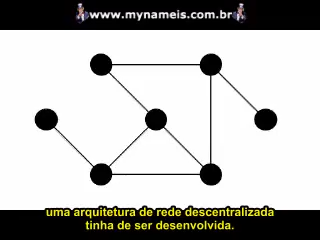 www.mynameis.com.br
uma arquitetura de rede descentralizada
tinha de ser desenvolvida.